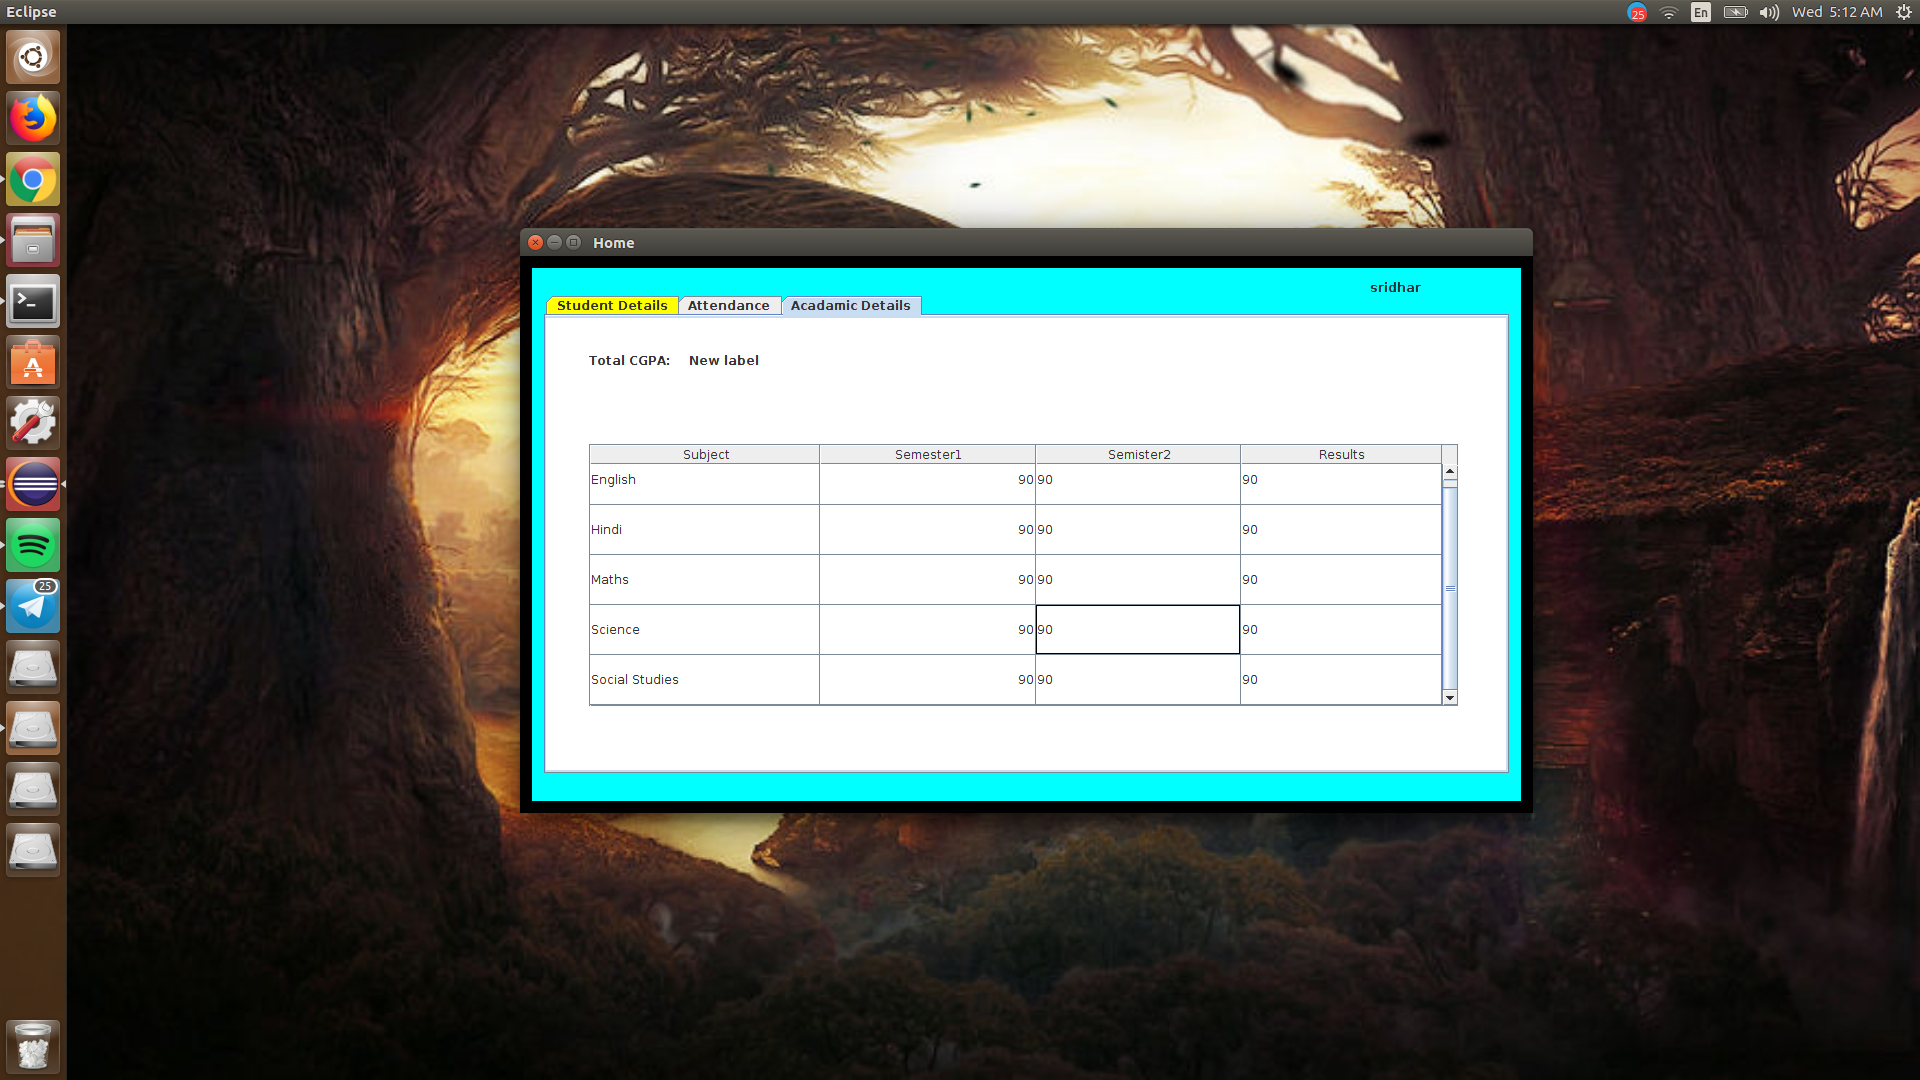 Eclipse
25 En Wed 5:12 AM
Home
sridhar
Student Details Attendance Acadamic Details
Total CGPA: New label
Subject Semester1 Semister2 Results
English 90 90 90
Hindi 90 90 90
Maths 90 90 90
Science 90 90 90
Social Studies 90 90 90
25